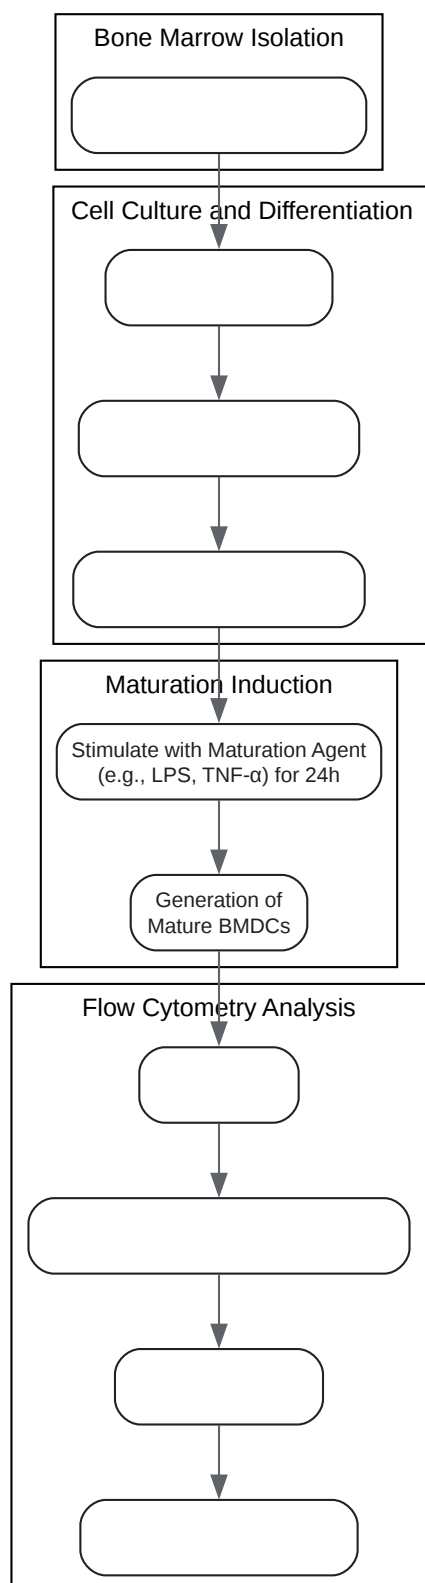 Bone Marrow Isolation
Cell Culture and Differentiation
Maturation Induction
Stimulate with Maturation Agent
(e.g., LPS, TNF-α) for 24h
Generation of
Mature BMDCs
Flow Cytometry Analysis